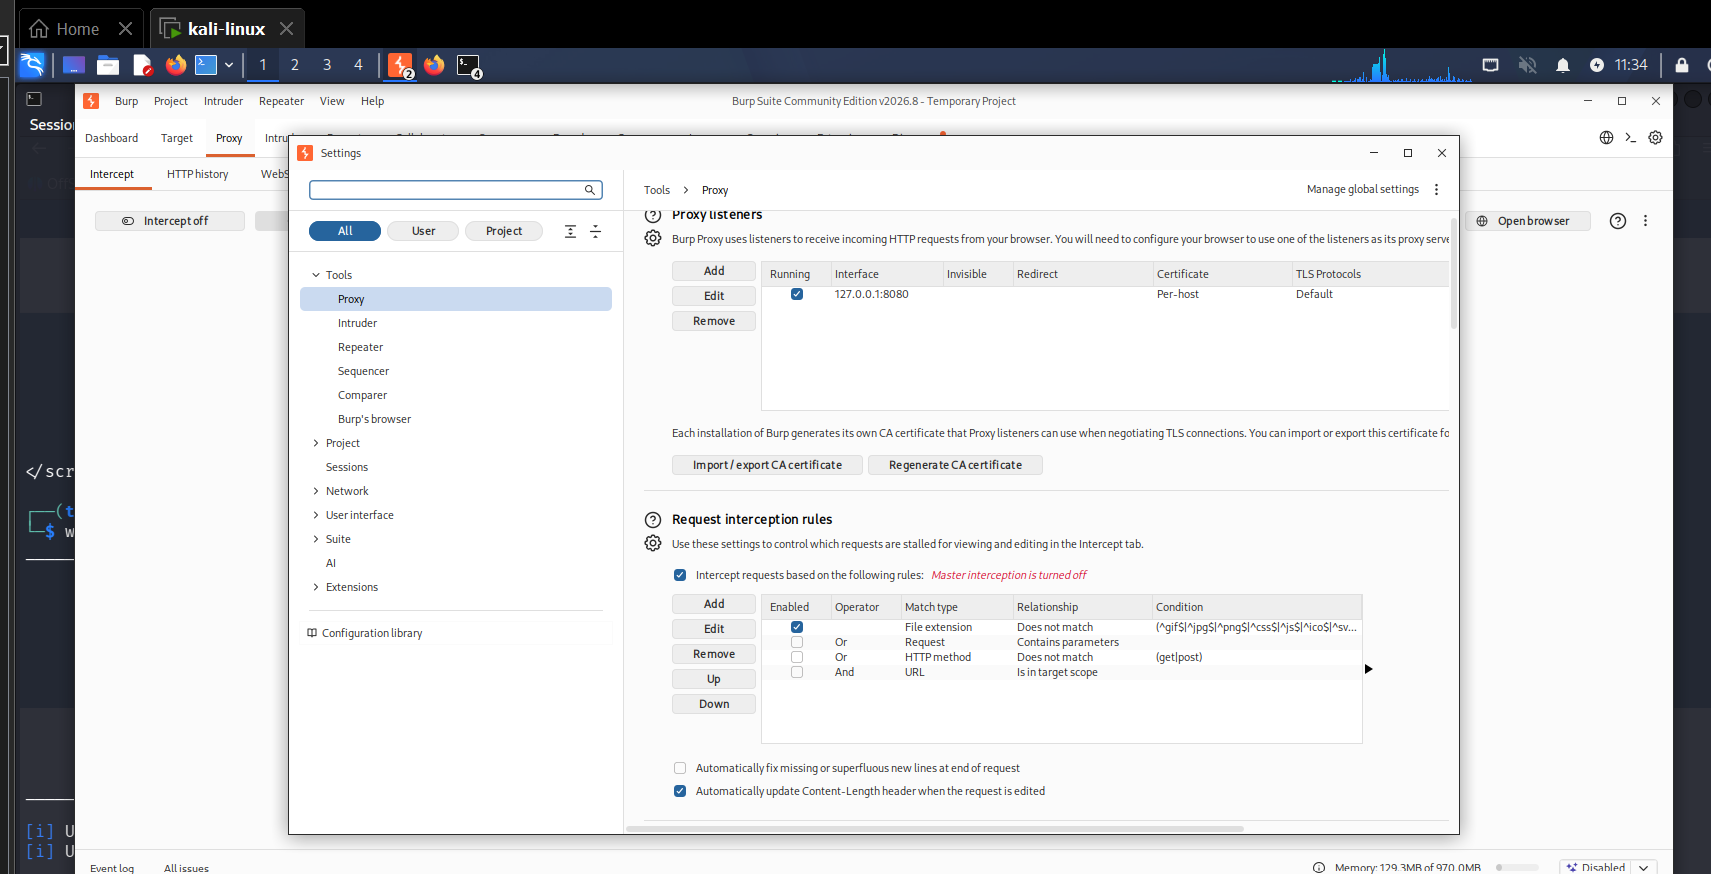 Home
kali-linux
1 2 3 4
2
4
11:34
Burp Project Intruder Repeater View Help
Burp Suite Community Edition v2026.8 - Temporary Project
Dashboard Target Proxy
Intercept HTTP history
Intercept off
Open browser
Settings
All User Project
Tools
Proxy
Intruder
Repeater
Sequencer
Comparer
Burp's browser
Project
Sessions
Network
User interface
Suite
AI
Extensions
Configuration library
Tools > Proxy
Manage global settings
Proxy listeners
Burp Proxy uses listeners to receive incoming HTTP requests from your browser. You will need to configure your browser to use one of the listeners as its proxy serve
Add
Edit
Remove
Running Interface Invisible Redirect Certificate TLS Protocols
127.0.0.1:8080 Per-host Default
Each installation of Burp generates its own CA certificate that Proxy listeners can use when negotiating TLS connections. You can import or export this certificate fo
Import / export CA certificate Regenerate CA certificate
Request interception rules
Use these settings to control which requests are stalled for viewing and editing in the Intercept tab.
Intercept requests based on the following rules: Master interception is turned off
Add
Edit
Remove
Up
Down
Enabled Operator Match type Relationship Condition
File extension Does not match (^gif$|^jpg$|^png$|^css$|^js$|^ico$|^sv...
Or Request Contains parameters
Or HTTP method Does not match (get|post)
And URL Is in target scope
Automatically fix missing or superfluous new lines at end of request
Automatically update Content-Length header when the request is edited
</scr
(t
$ w
[i] U
[i] U
Event log All issues
Memory: 129.3MB of 970.0MB
Disabled